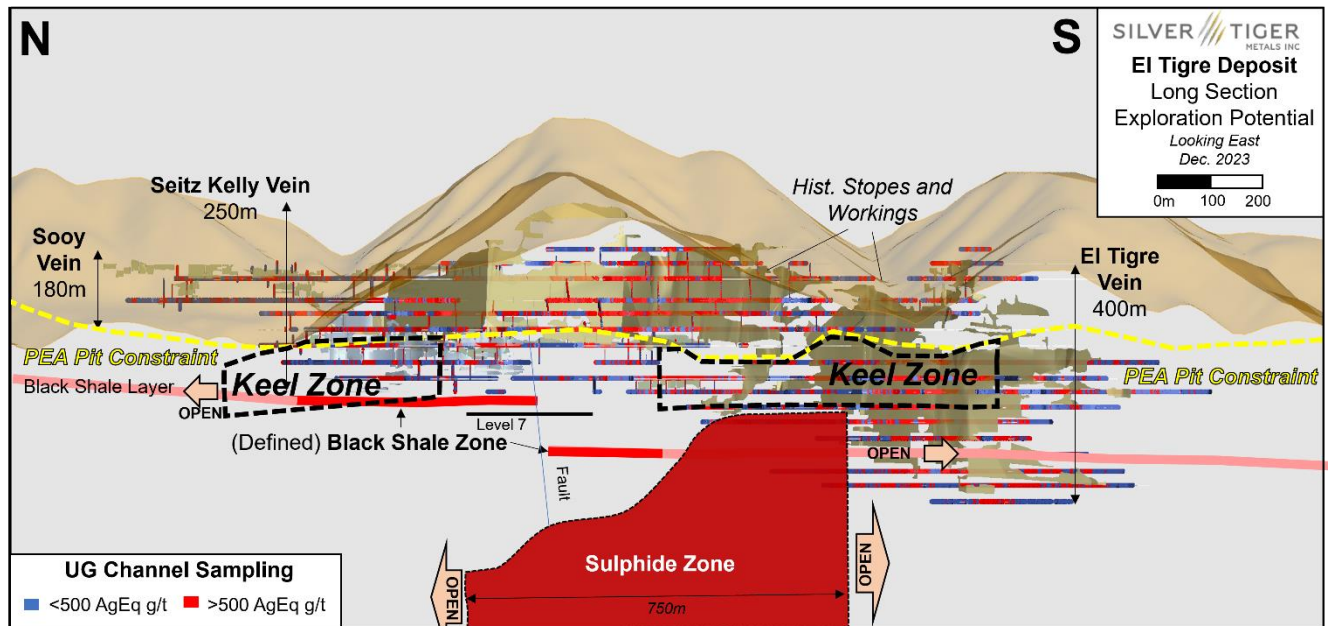 N
S
SILVER TIGER
METALS INC
El Tigre Deposit
Long Section
Exploration Potential
Looking East
Dec. 2023
0m 100 200
Seitz Kelly Vein
250m
Sooy
Vein
180m
Hist. Stopes and
Workings
El Tigre
Vein
400m
PEA Pit Constraint
Black Shale Layer
OPEN
Keel Zone
Keel Zone
PEA Pit Constraint
(Defined) Black Shale Zone
Level 7
OPEN
Fault
Sulphide Zone
OPEN
OPEN
750m
UG Channel Sampling
<500 AgEq g/t >500 AgEq g/t